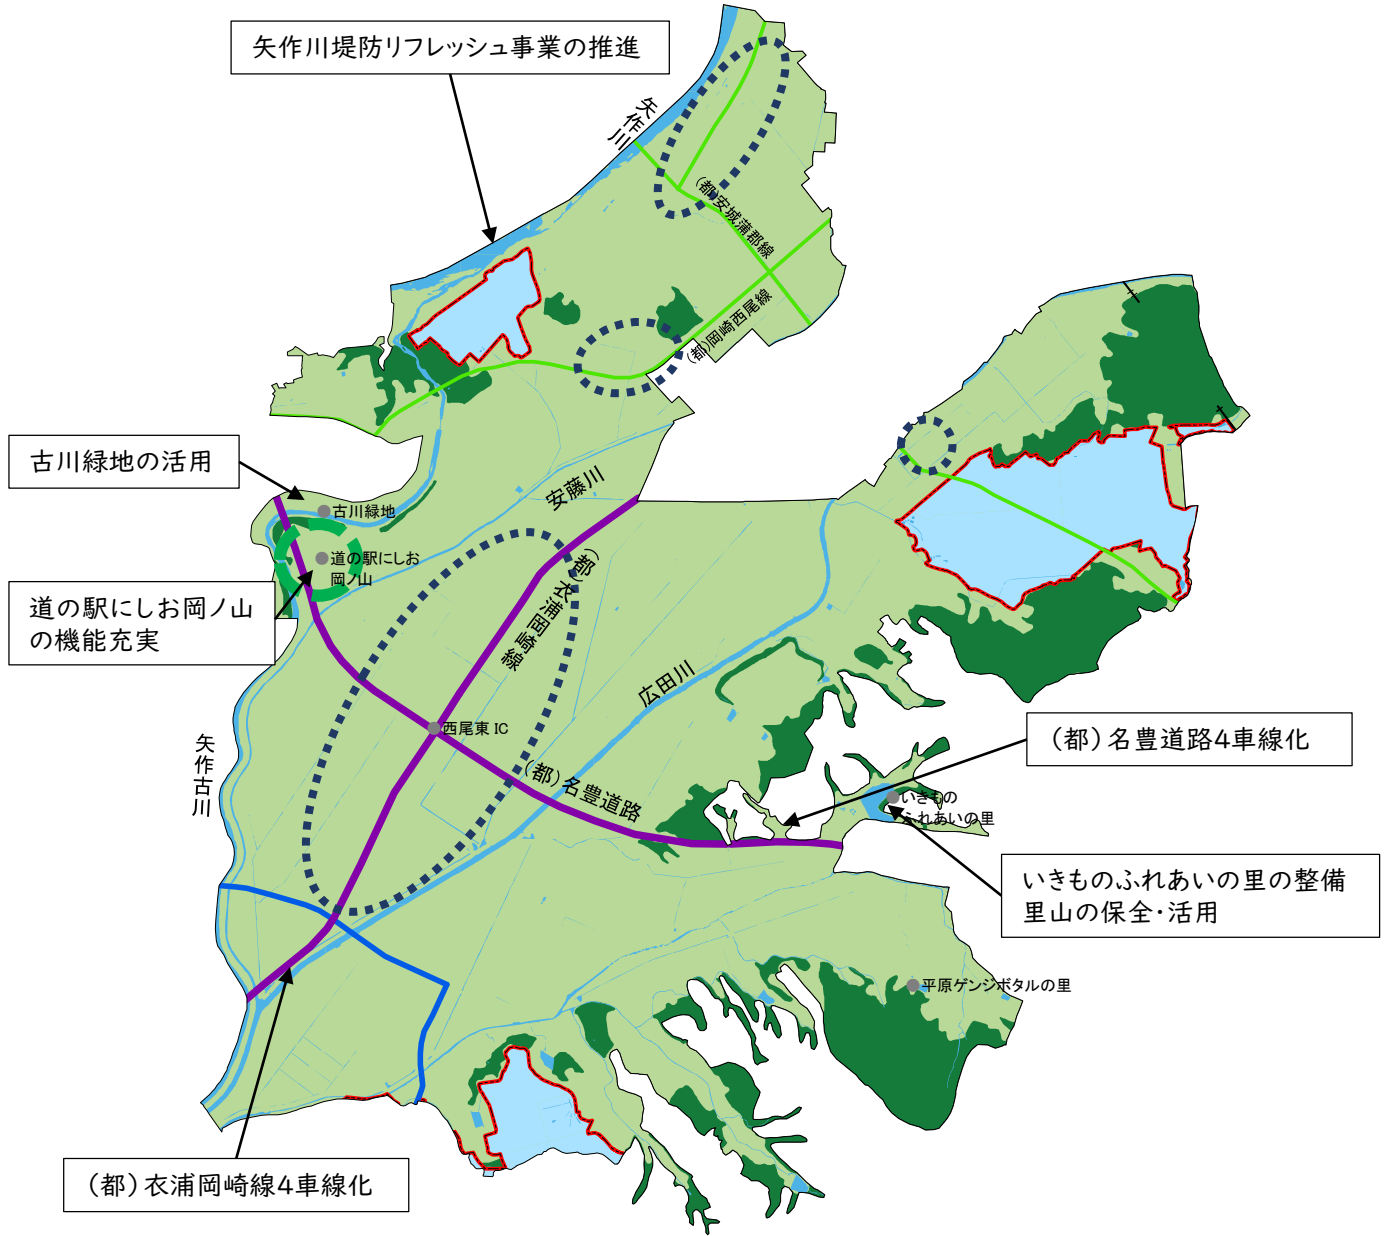 矢作川堤防リフレッシュ事業の推進
矢作川
(都)安城蒲郡線
(都)岡崎西尾線
古川緑地の活用
安藤川
古川緑地
道の駅にしお
岡ノ山
(都)衣浦岡崎線
道の駅にしお岡ノ山
の機能充実
広田川
西尾東IC
矢作古川
(都)名豊道路4車線化
(都)名豊道路
いきもの
ふれあいの里
いきものふれあいの里の整備
里山の保全・活用
平原ゲンジボタルの里
(都)衣浦岡崎線4車線化